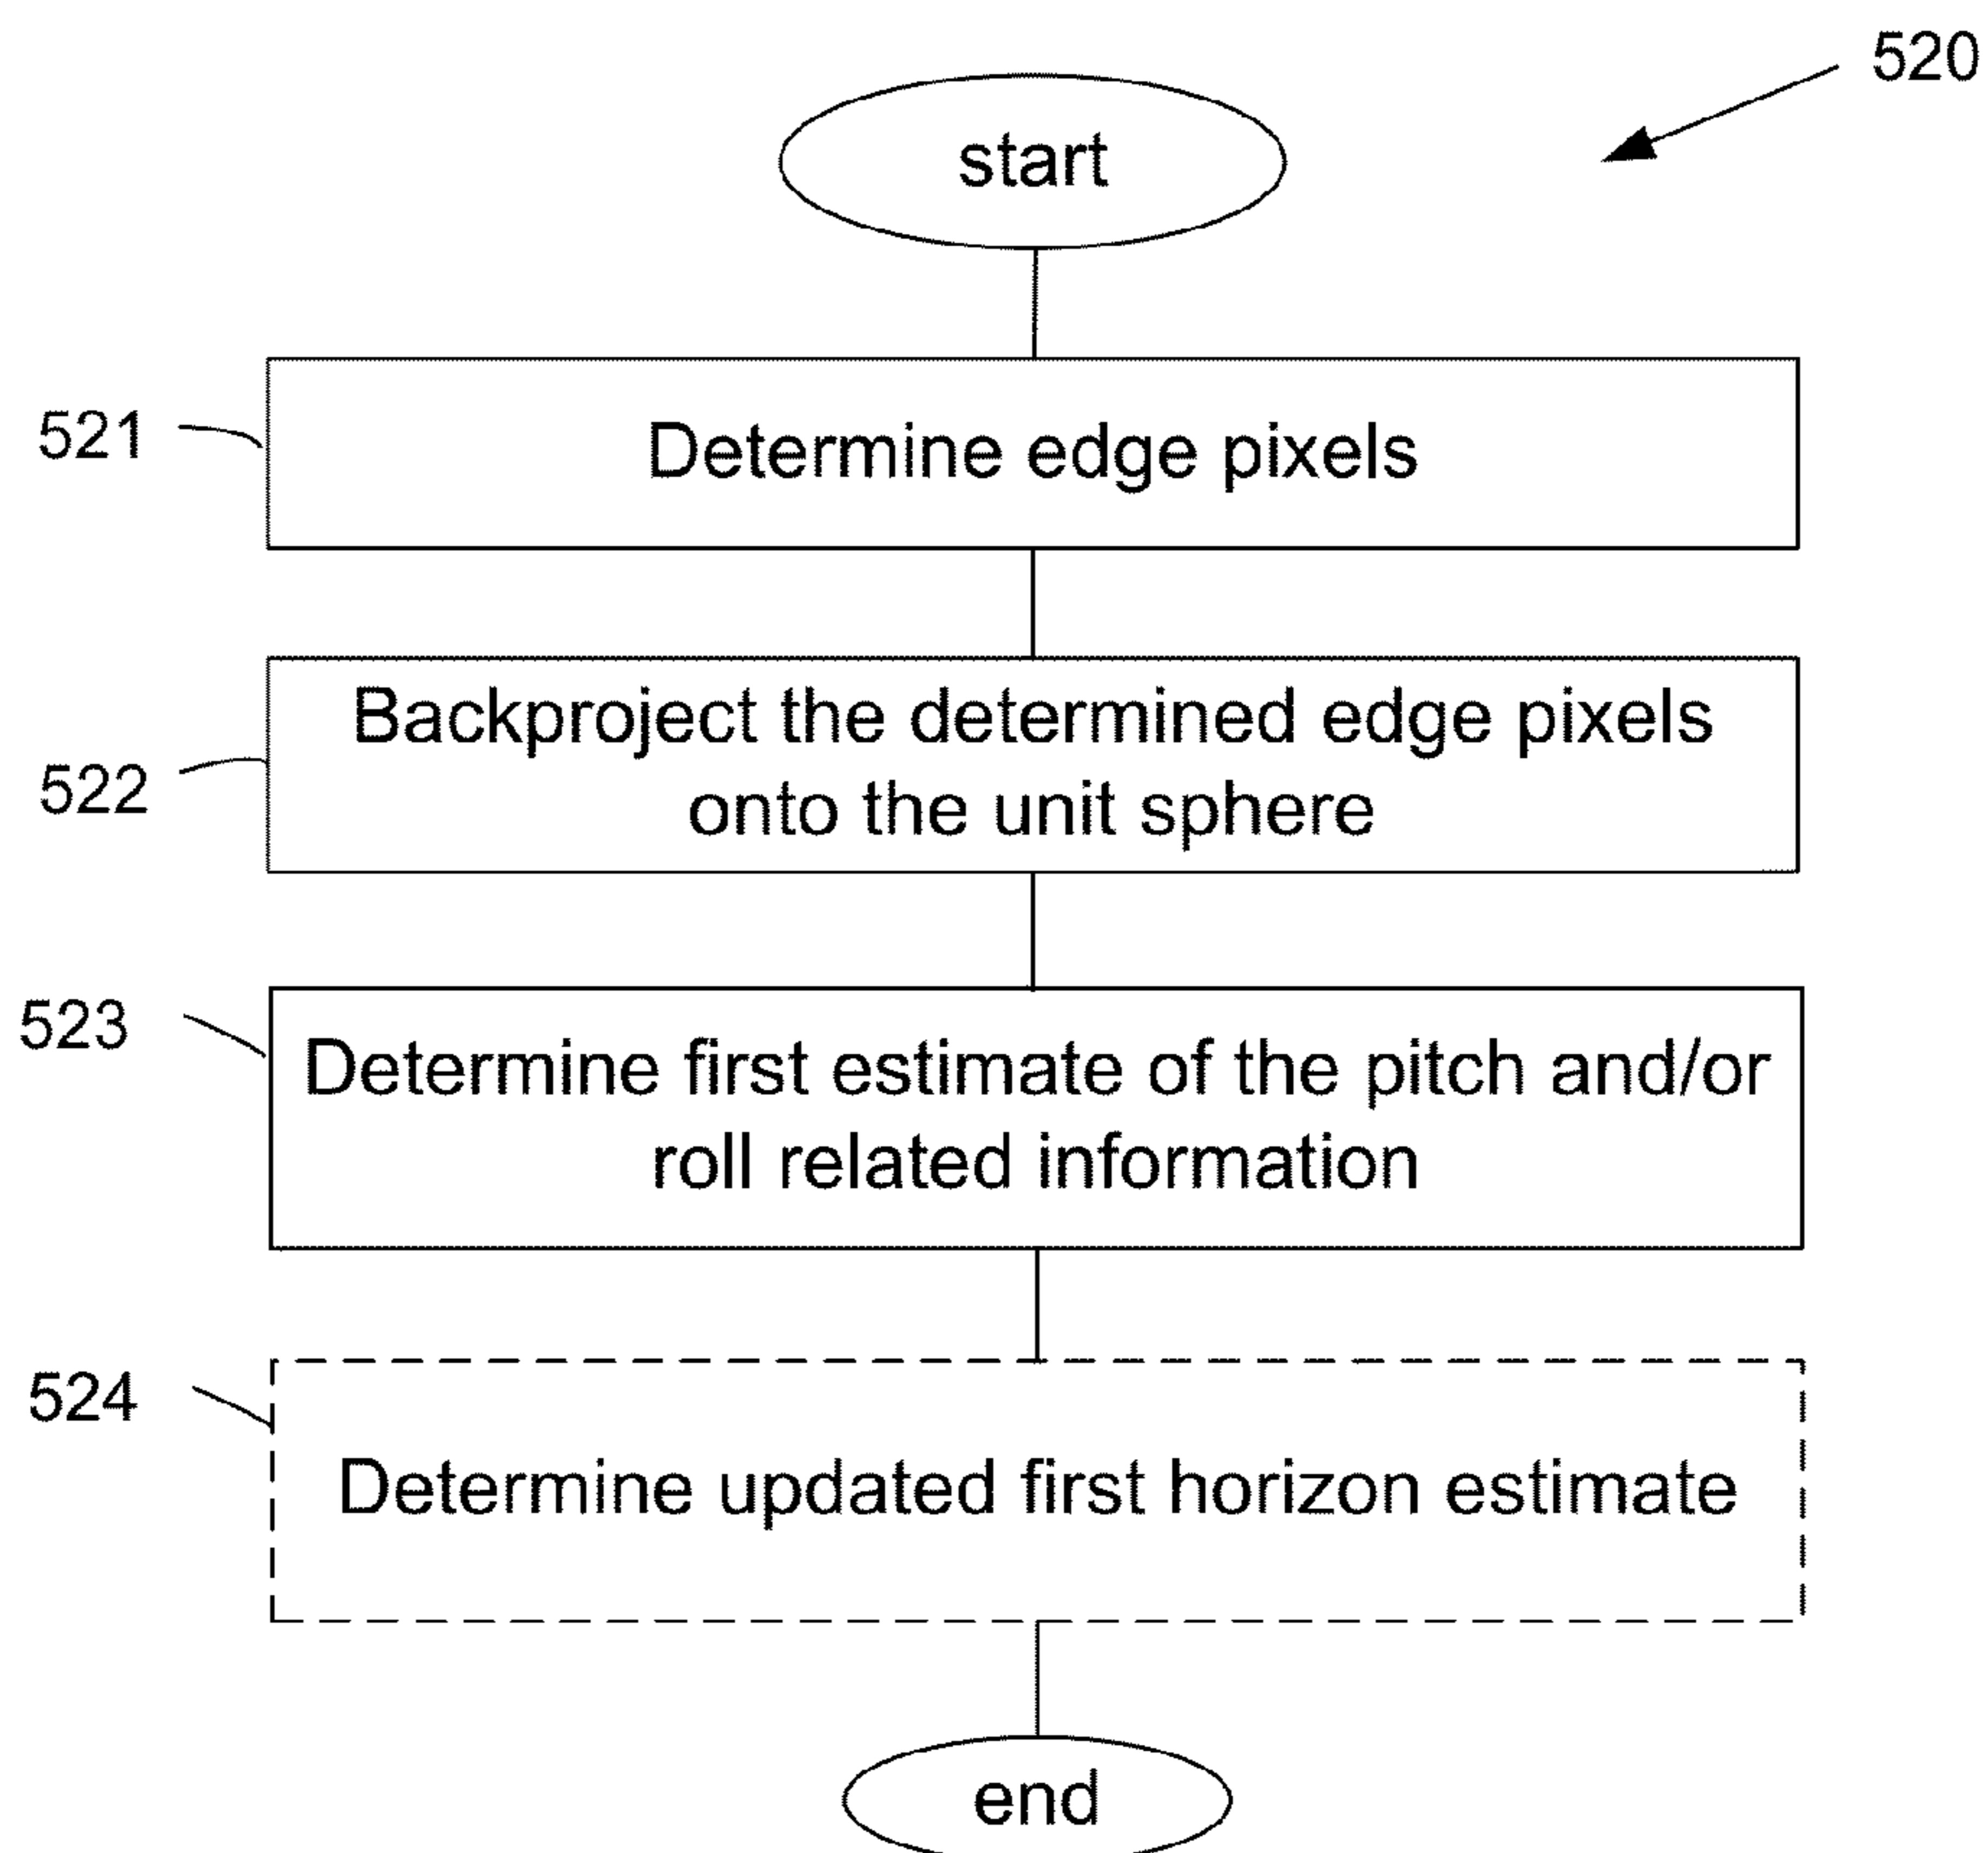 520
start
521
Determine edge pixels
522
Backproject the determined edge pixels
onto the unit sphere
523
Determine first estimate of the pitch and/or
roll related information
524
Determine updated first horizon estimate
end